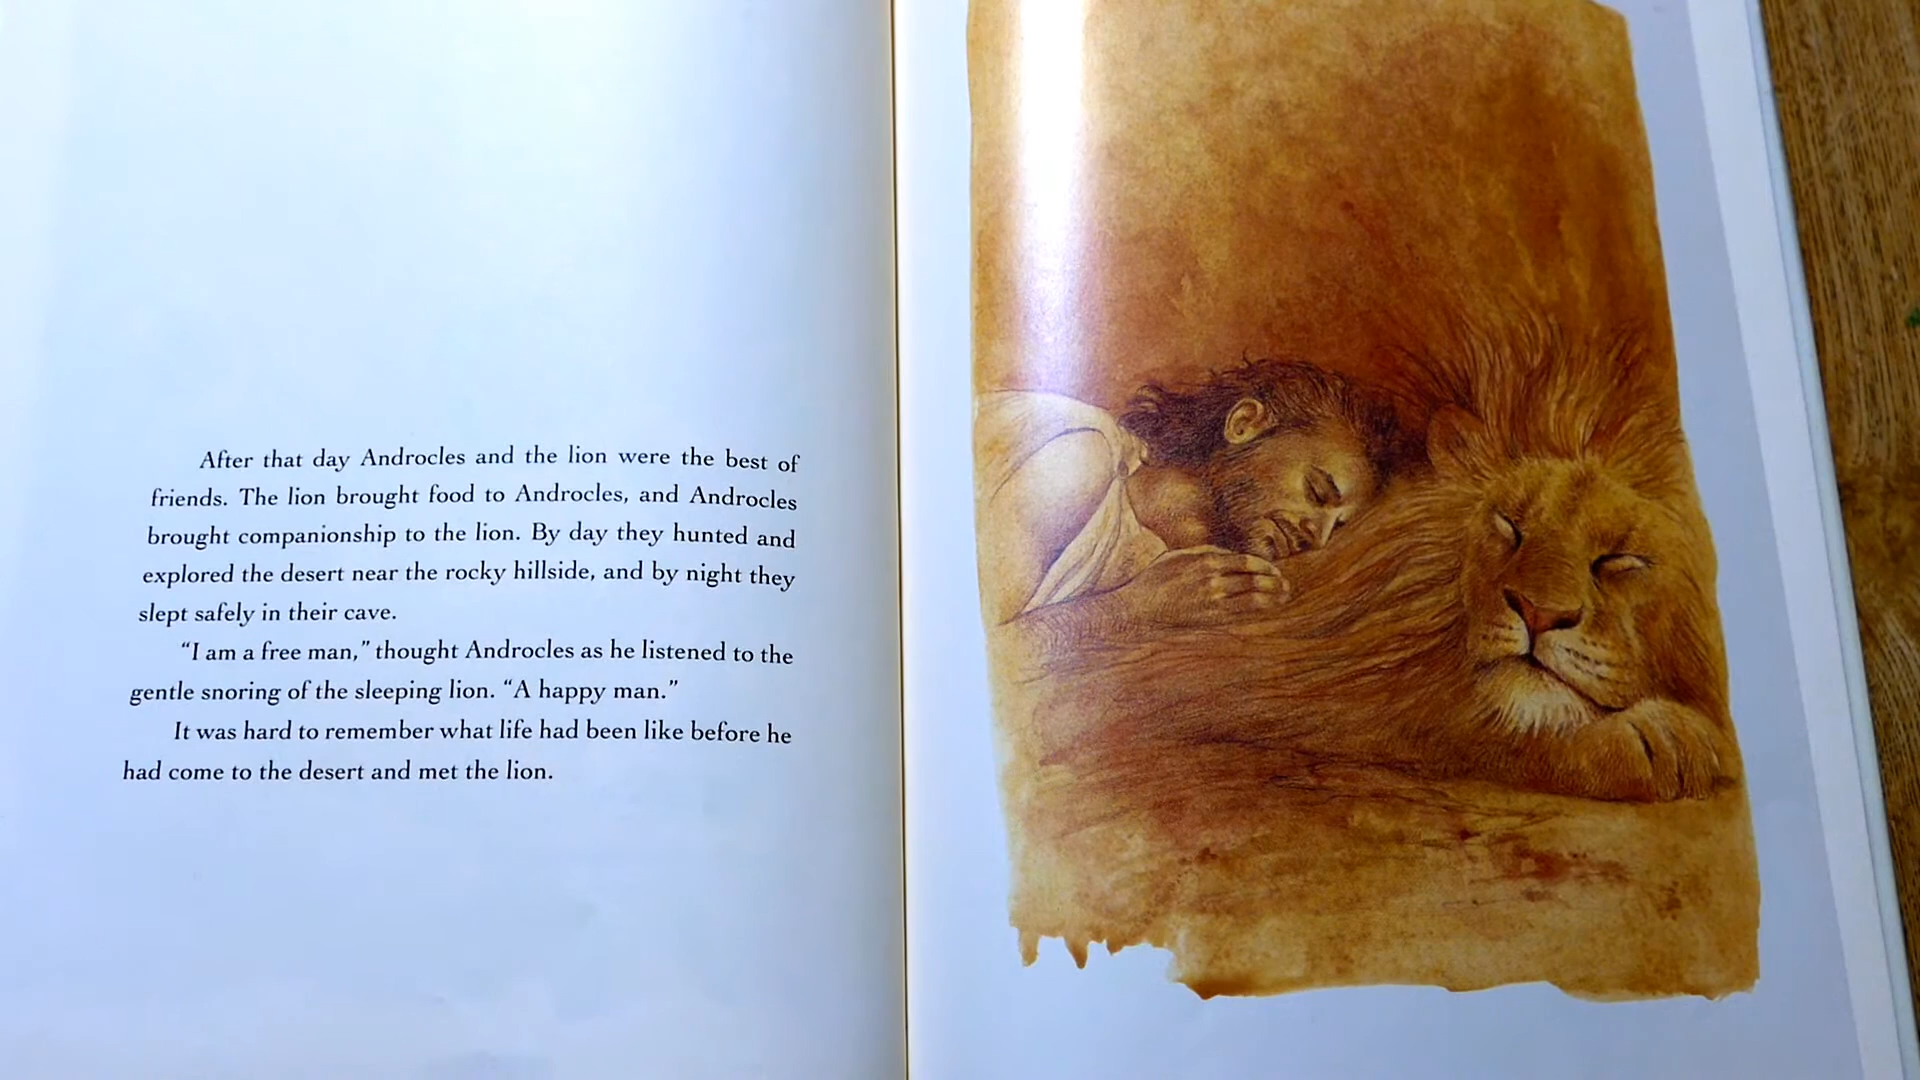 After that day Androcles and the lion were the best of
friends. The lion brought food to Androcles, and Androcles
brought companionship to the lion. By day they hunted and
explored the desert near the rocky hillside, and by night they
slept safely in their cave.
“I am a free man,” thought Androcles as he listened to the
gentle snoring of the sleeping lion. “A happy man.”
It was hard to remember what life had been like before he
had come to the desert and met the lion.